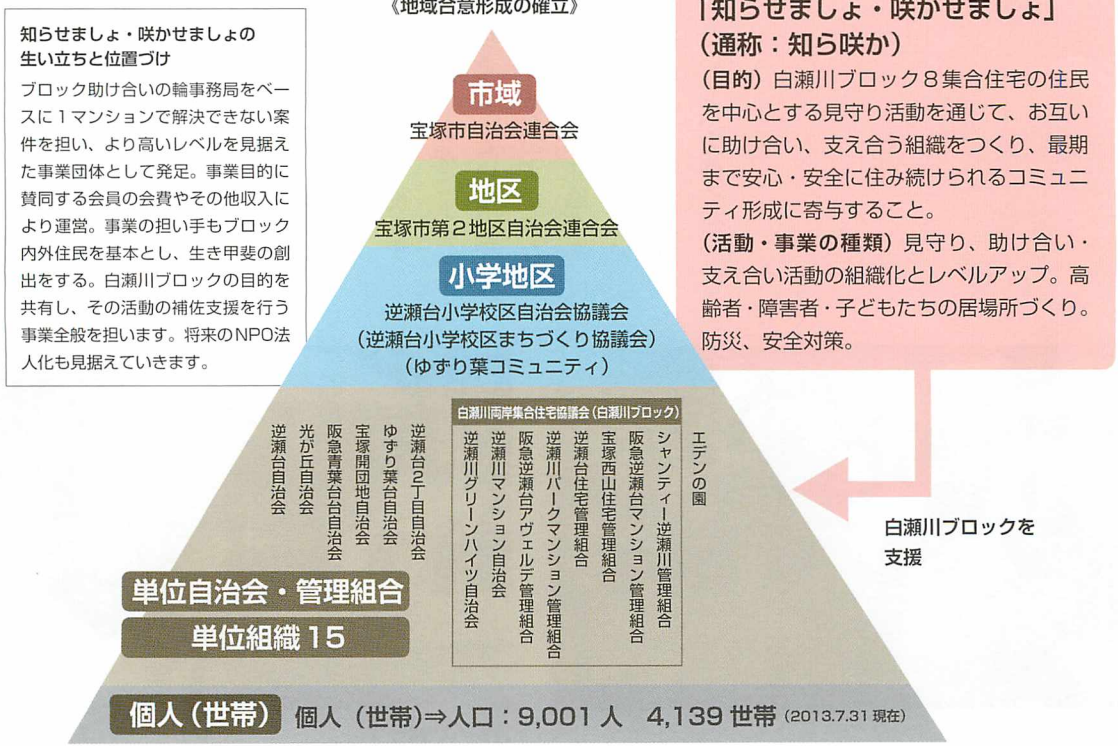 《地域合意形成の確立》
知らせましょ・咲かせましょの
生い立ちと位置づけ
ブロック助け合いの輪事務局をベー
スに1マンションで解決できない案
件を担い、より高いレベルを見据え
た事業団体として発足。事業目的に
賛同する会員の会費やその他収入に
より運営。事業の担い手もブロック
内外住民を基本とし、生き甲斐の創
出をする。白瀬川ブロックの目的を
共有し、その活動の補佐支援を行う
事業全般を担います。将来のNPO法
人化も見据えていきます。
市域
宝塚市自治会連合会
地区
宝塚市第2地区自治会連合会
小学地区
逆瀬台小学校区自治会協議会
(逆瀬台小学校区まちづくり協議会)
(ゆずり葉コミュニティ)
「知らせましょ・咲かせましょ」
(通称:知ら咲か)
(目的) 白瀬川ブロック8集合住宅の住民
を中心とする見守り活動を通じて、お互い
に助け合い、支え合う組織をつくり、最期
まで安心・安全に住み続けられるコミュニ
ティ形成に寄与すること。
(活動・事業の種類) 見守り、助け合い・
支え合い活動の組織化とレベルアップ。高
齢者・障害者・子どもたちの居場所づくり。
防災、安全対策。
白瀬川ブロックを
支援
逆瀬台自治会
光が丘自治会
阪急青葉台自治会
宝塚開団地自治会
ゆずり葉台自治会
逆瀬台2丁目自治会
白瀬川両岸集合住宅協議会(白瀬川ブロック)
逆瀬川グリーンハイツ自治会
逆瀬川マンション自治会
阪急逆瀬台アヴェルデ管理組合
逆瀬川パークマンション管理組合
逆瀬台住宅管理組合
宝塚西山住宅管理組合
阪急逆瀬台マンション管理組合
シャンティー逆瀬川管理組合
エデンの園
単位自治会・管理組合
単位組織 15
個人(世帯) 個人(世帯)⇒人口:9,001人 4,139世帯 (2013.7.31 現在)